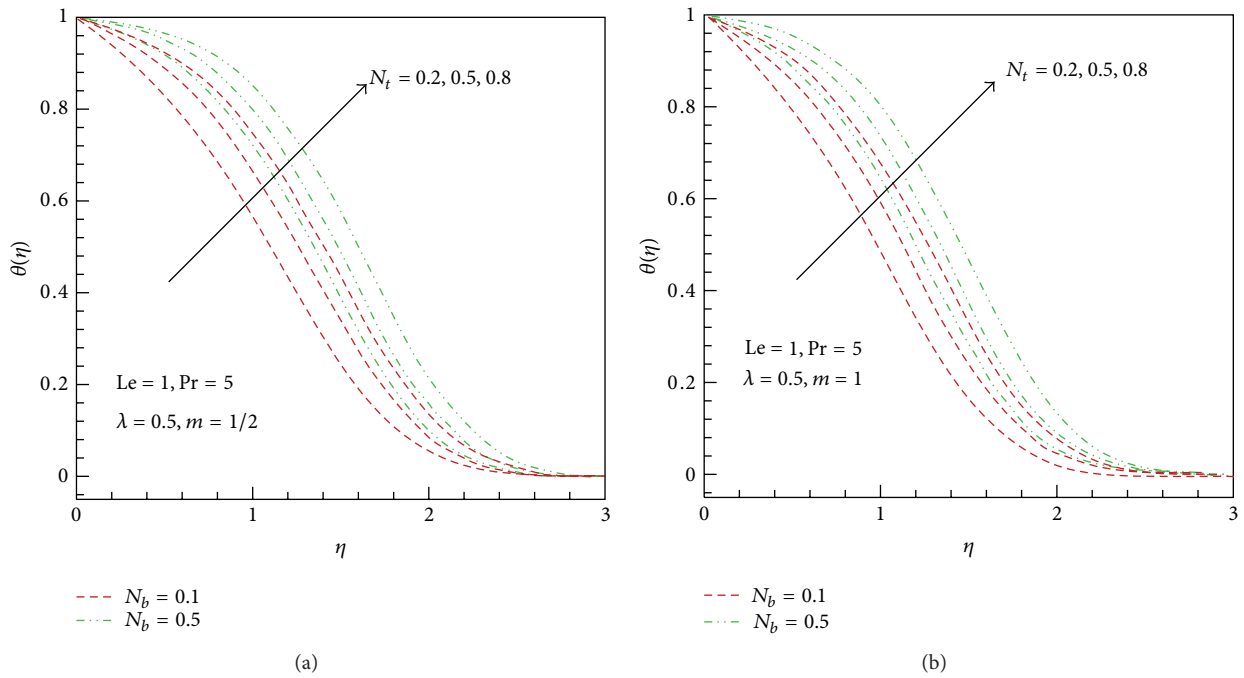 1
0.8
0.6
0.4
0.2
0
θ(η)
N_t = 0.2, 0.5, 0.8
Le = 1, Pr = 5
λ = 0.5, m = 1/2
0 1 2 3
η
N_b = 0.1
N_b = 0.5
(a)
1
0.8
0.6
0.4
0.2
0
θ(η)
N_t = 0.2, 0.5, 0.8
Le = 1, Pr = 5
λ = 0.5, m = 1
0 1 2 3
η
N_b = 0.1
N_b = 0.5
(b)